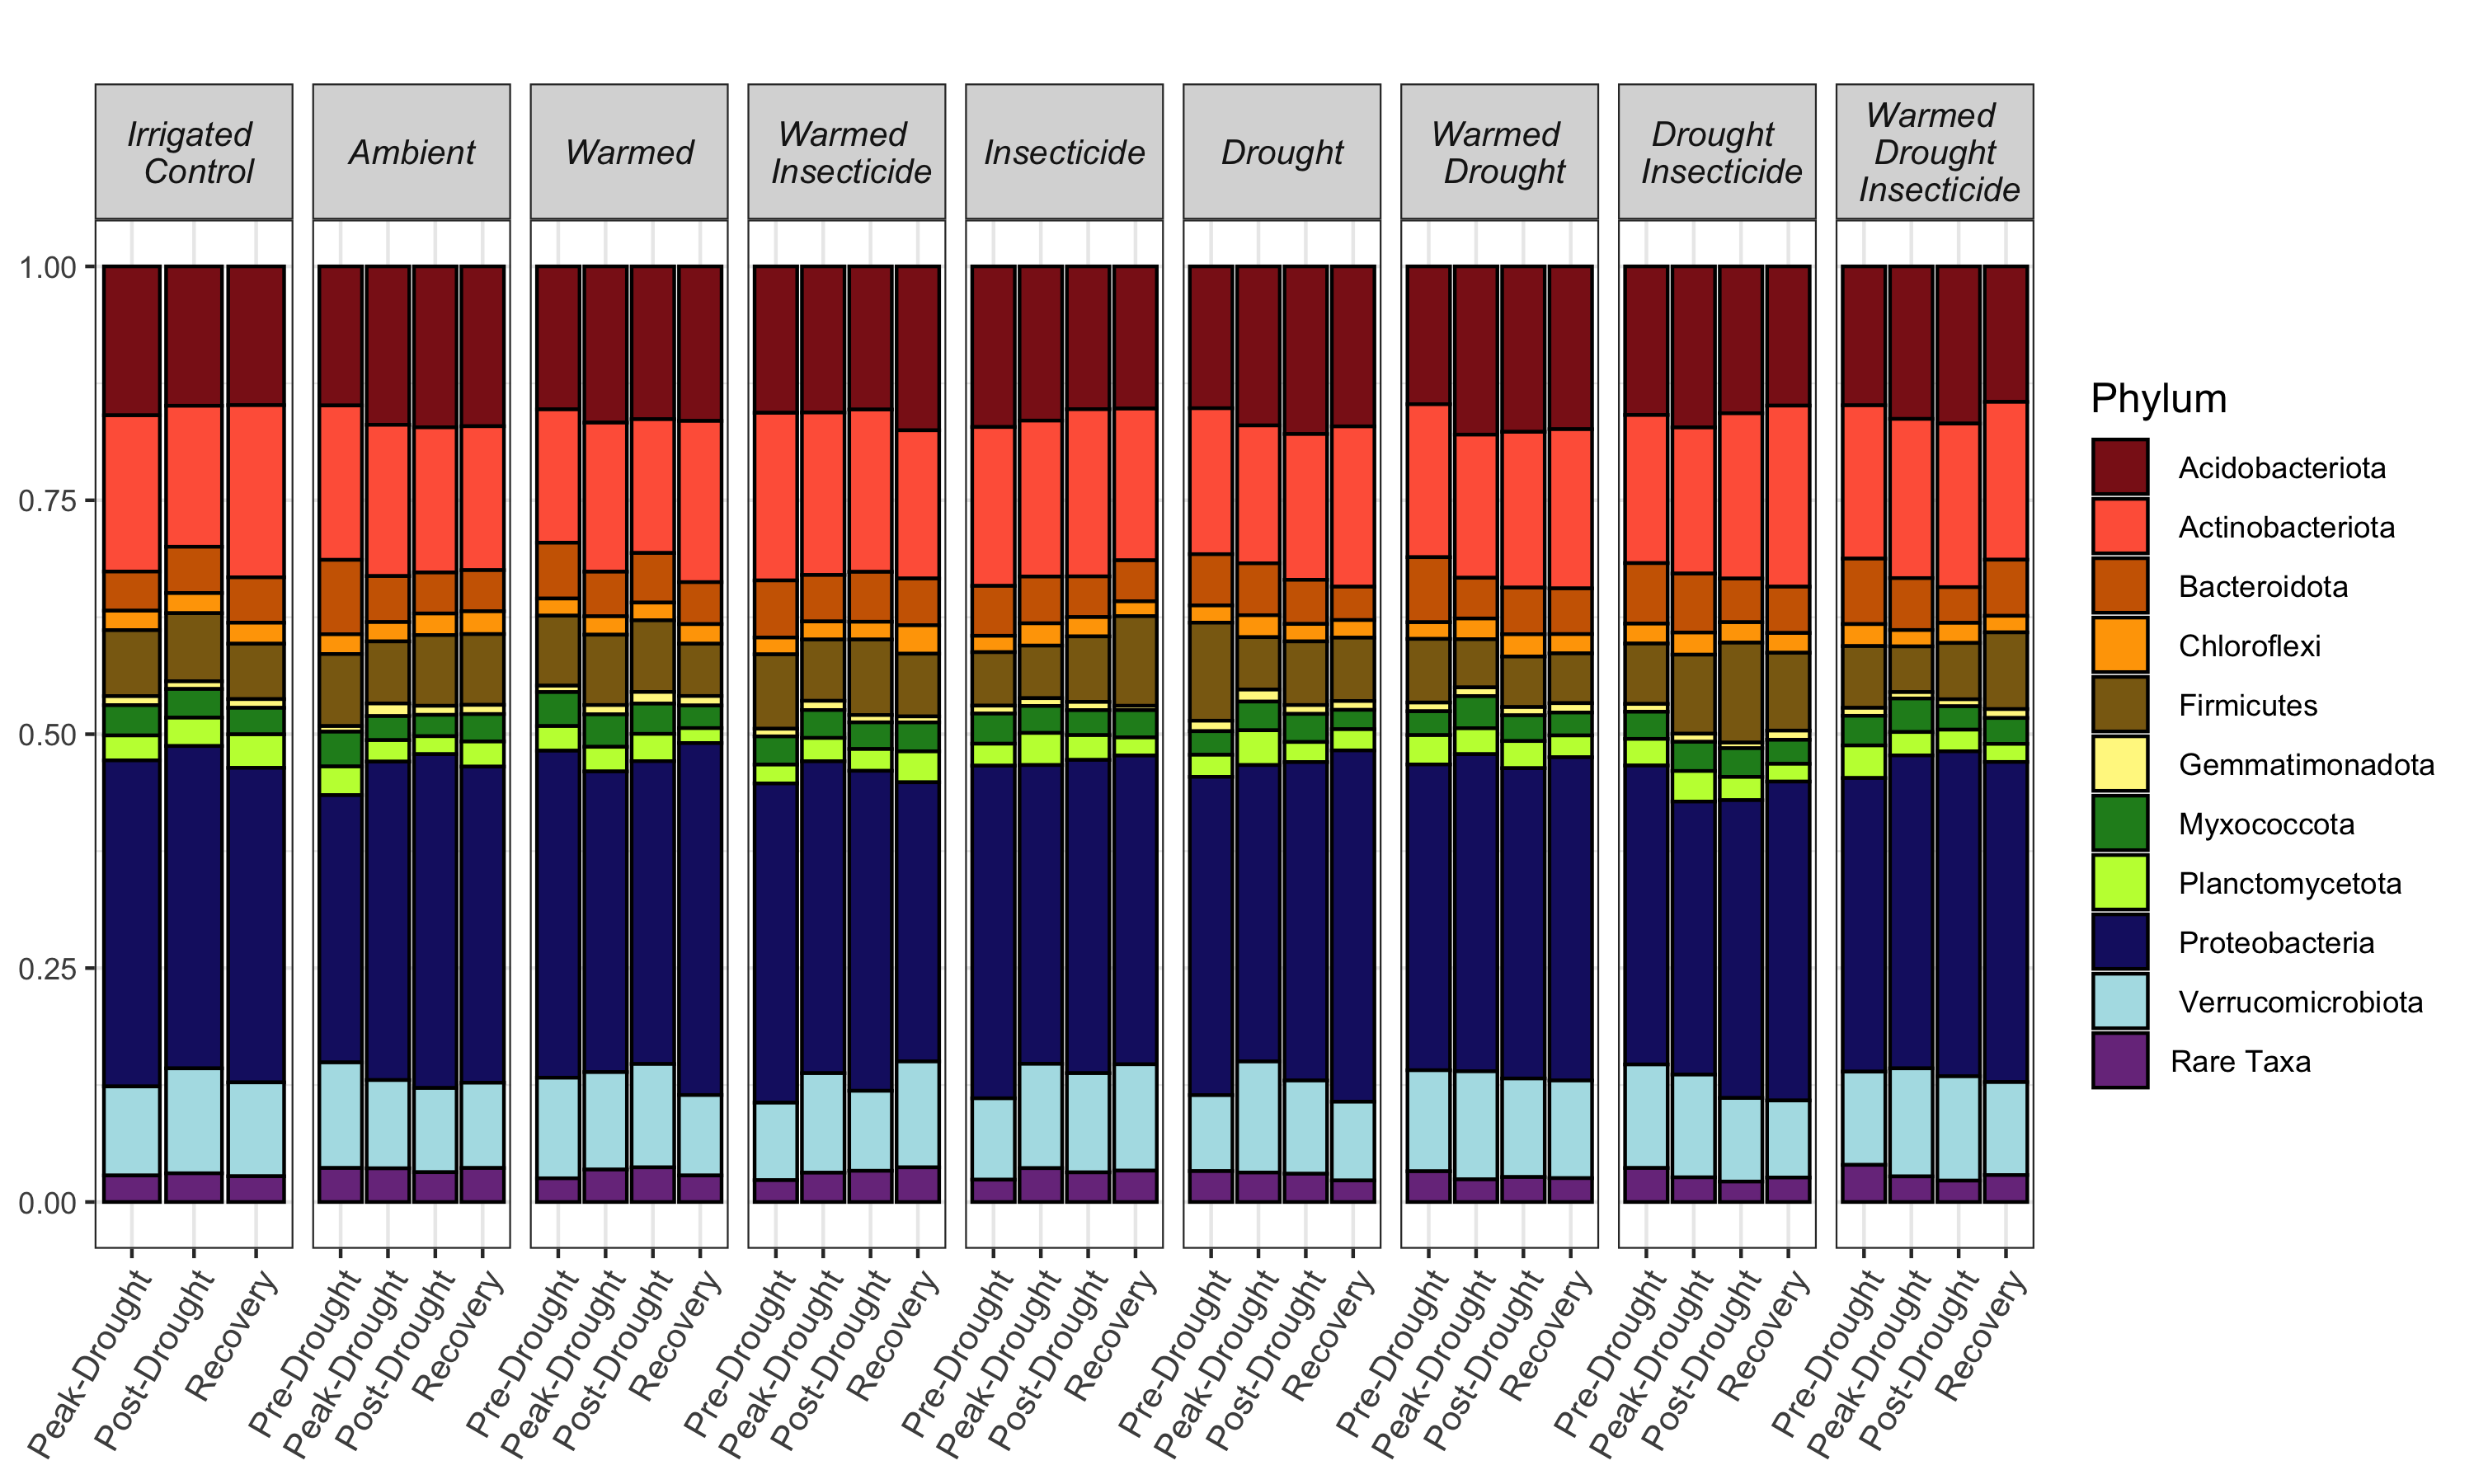 Irrigated
Control
Ambient
Warmed
Warmed
Insecticide
Insecticide
Drought
Warmed
Drought
Drought
Insecticide
Warmed
Drought
Insecticide
1.00
0.75
0.50
0.25
0.00
Peak-Drought
Post-Drought
Recovery
Pre-Drought
Peak-Drought
Post-Drought
Recovery
Pre-Drought
Peak-Drought
Post-Drought
Recovery
Pre-Drought
Peak-Drought
Post-Drought
Recovery
Pre-Drought
Peak-Drought
Post-Drought
Recovery
Pre-Drought
Peak-Drought
Post-Drought
Recovery
Pre-Drought
Peak-Drought
Post-Drought
Recovery
Pre-Drought
Peak-Drought
Post-Drought
Recovery
Pre-Drought
Peak-Drought
Post-Drought
Recovery
Phylum
Acidobacteriota
Actinobacteriota
Bacteroidota
Chloroflexi
Firmicutes
Gemmatimonadota
Myxococcota
Planctomycetota
Proteobacteria
Verrucomicrobiota
Rare Taxa